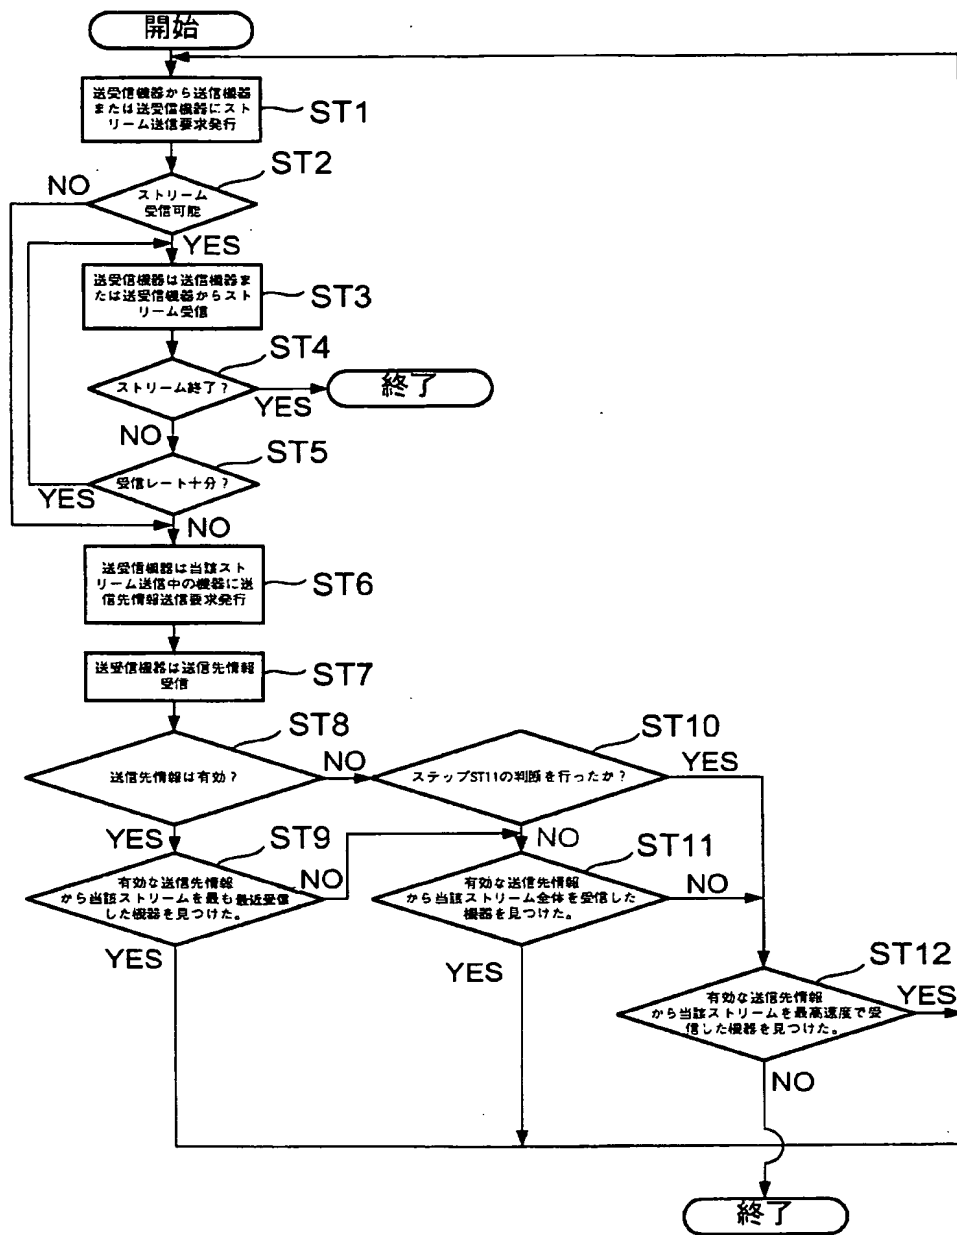 開始
送受信機器から送信機器
または送受信機器にスト
リーム送信要求発行
ST1
ST2
NO
ストリーム
受信可能
YES
送受信機器は送信機器ま
たは送受信機器からスト
リーム受信
ST3
ST4
ストリーム終了？
YES
終了
NO
ST5
受信レート十分？
YES
NO
送受信機器は当該スト
リーム送信中の機器に送
信先情報送信要求発行
ST6
送受信機器は送信先情報
受信
ST7
ST8
送信先情報は有効？
NO
YES
ST10
ステップST11の判断を行ったか？
YES
NO
ST9
有効な送信先情報
から当該ストリームを最も最近受信
した機器を見つけた。
NO
YES
ST11
有効な送信先情報
から当該ストリーム全体を受信した
機器を見つけた。
NO
YES
ST12
有効な送信先情報
から当該ストリームを最高速度で受
信した機器を見つけた。
YES
NO
終了